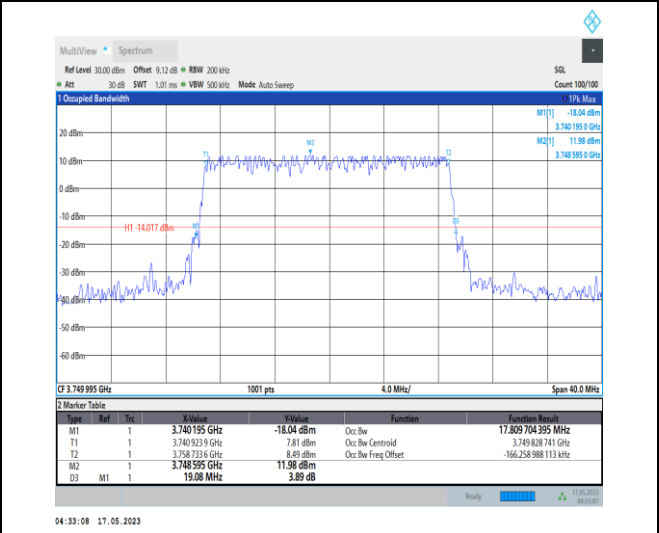 MultiView Spectrum
Ref Level 30.00 dBm Offset 9.12 dB RBW 200 kHz SGL
Att 30 dB SWT 1.01 ms VBW 500 kHz Mode Auto Sweep Count 100/100
1 Occupied Bandwidth 1Pk Max
M1[1] -18.04 dBm
3.740 195 0 GHz
M2[1] 11.98 dBm
3.748 595 0 GHz
20 dBm
M2
T1 T2
10 dBm
0 dBm
-10 dBm
H1 -14.017 dBm M1 D3
-20 dBm
-30 dBm
-40 dBm
-50 dBm
-60 dBm
CF 3.749 995 GHz 1001 pts 4.0 MHz/ Span 40.0 MHz
2 Marker Table
Type Ref Trc X-Value Y-Value Function Function Result
M1 1 3.740195 GHz -18.04 dBm Occ Bw 17.809 704 395 MHz
T1 1 3.740 923 9 GHz 7.81 dBm Occ Bw Centroid 3.749 828 741 GHz
T2 1 3.758 733 6 GHz 8.49 dBm Occ Bw Freq Offset -166.258 988 113 kHz
M2 1 3.748 595 GHz 11.98 dBm
D3 M1 1 19.08 MHz 3.89 dB
Ready 17.05.2023
04:33:07
04:33:08 17.05.2023